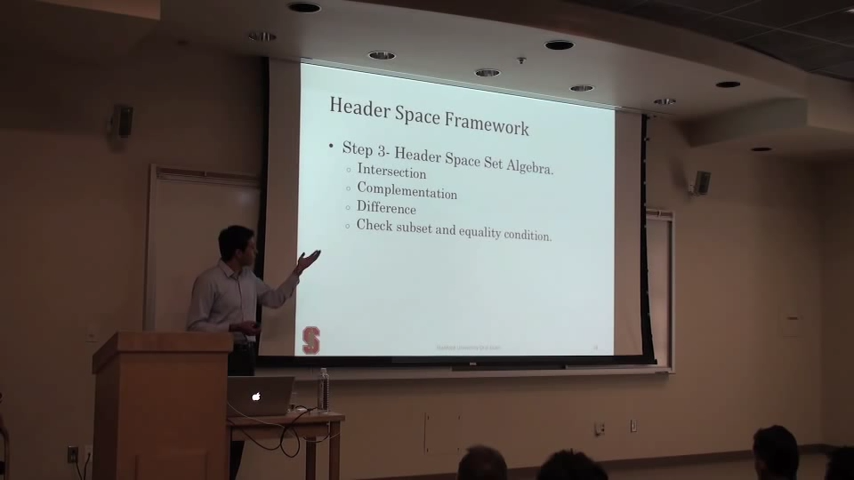 Header Space Framework
• Step 3- Header Space Set Algebra.
◦ Intersection
◦ Complementation
◦ Difference
◦ Check subset and equality condition.
S